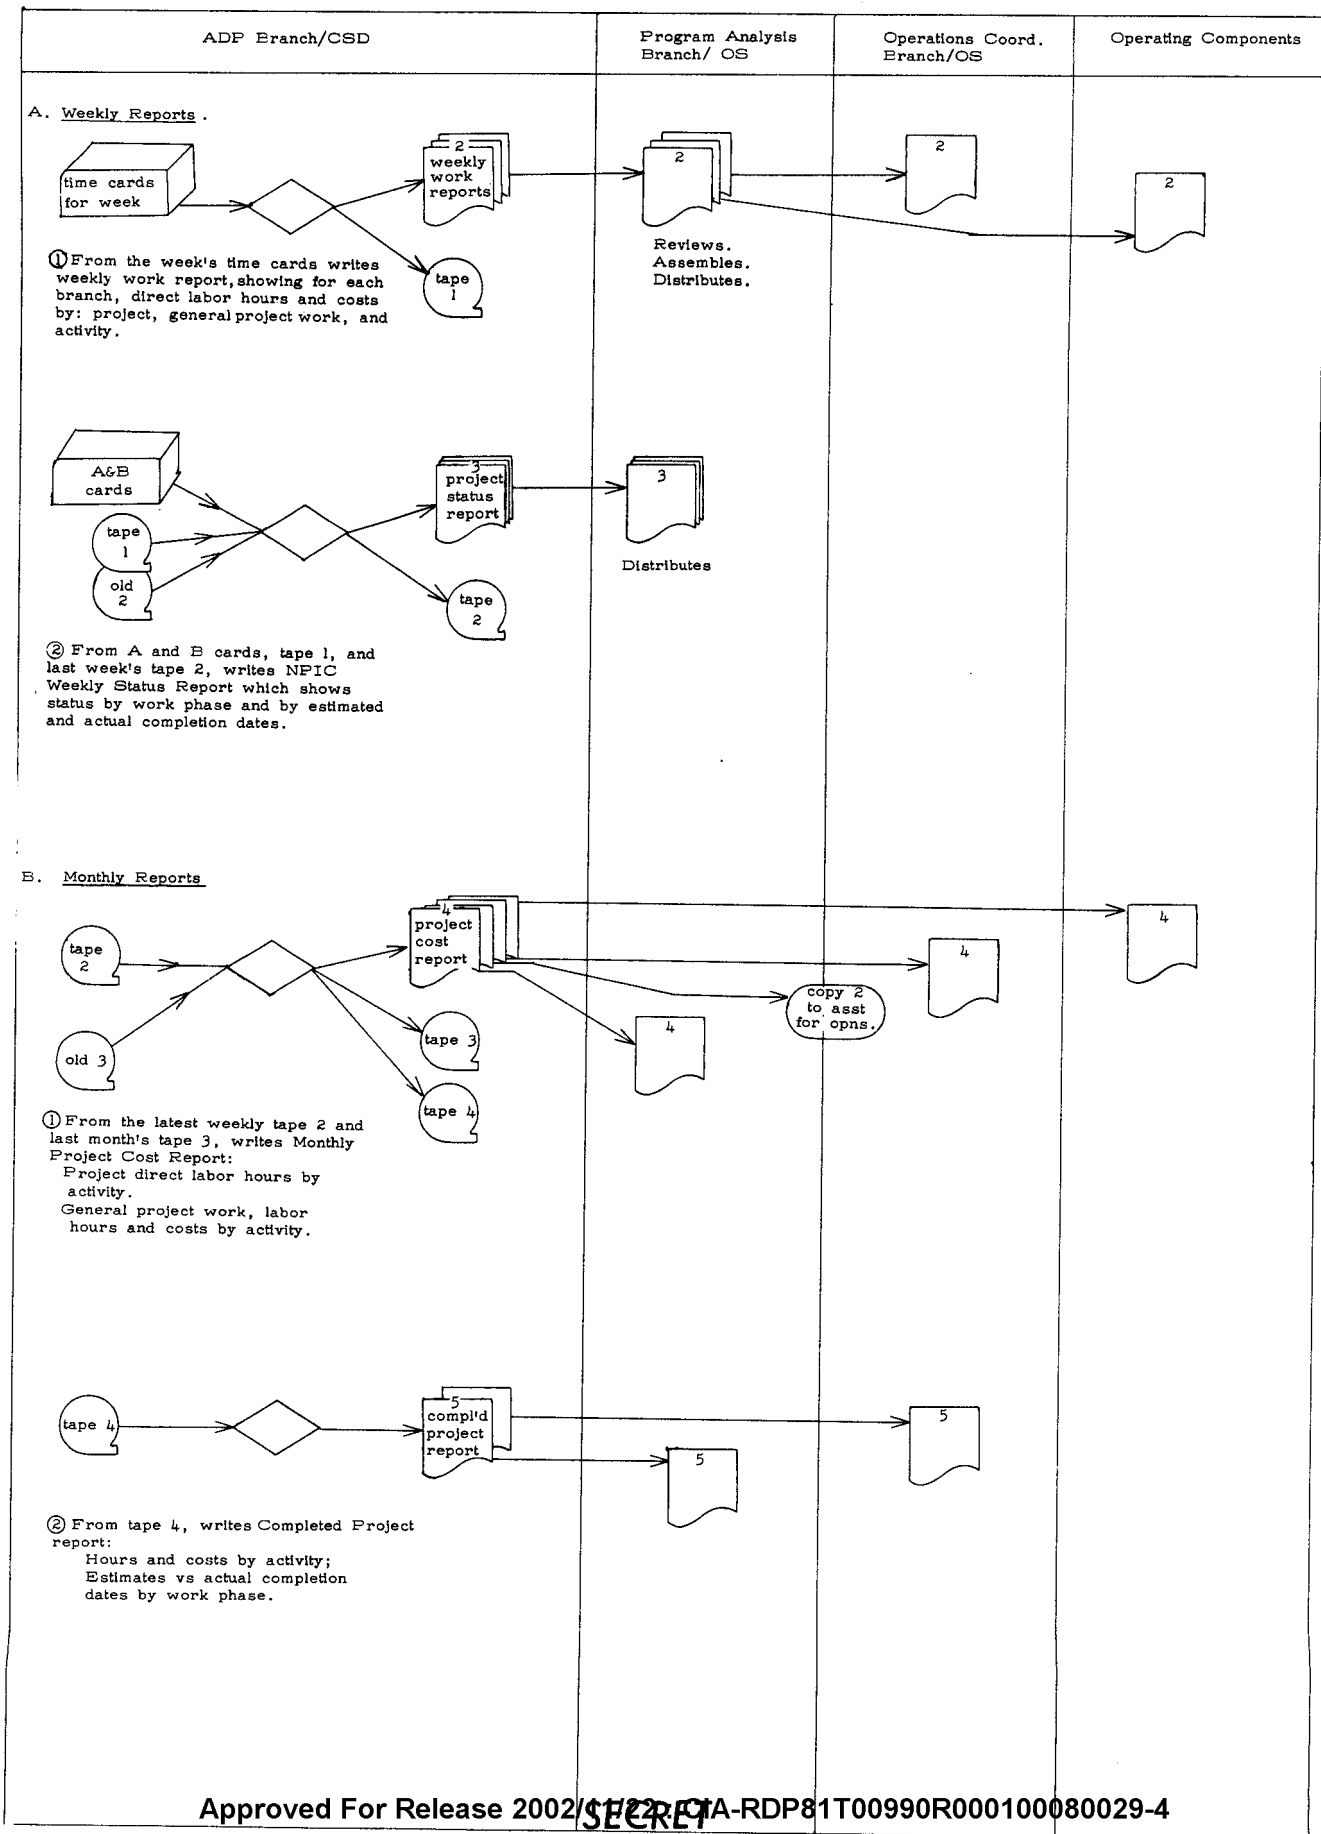 ADP Branch/CSD
Program Analysis
Branch/ OS
Operations Coord.
Branch/OS
Operating Components
A. Weekly Reports .
time cards
for week
2
weekly
work
reports
2
2
2
tape
1
Reviews.
Assembles.
Distributes.
① From the week's time cards writes
weekly work report, showing for each
branch, direct labor hours and costs
by: project, general project work, and
activity.
A&B
cards
tape
1
old
2
3
project
status
report
3
Distributes
tape
2
② From A and B cards, tape 1, and
last week's tape 2, writes NPIC
Weekly Status Report which shows
status by work phase and by estimated
and actual completion dates.
B. Monthly Reports
tape
2
old 3
4
project
cost
report
tape 3
tape 4
4
copy 2
to asst
for opns.
4
4
① From the latest weekly tape 2 and
last month's tape 3, writes Monthly
Project Cost Report:
Project direct labor hours by
activity.
General project work, labor
hours and costs by activity.
tape 4
5
compl'd
project
report
5
5
② From tape 4, writes Completed Project
report:
Hours and costs by activity;
Estimates vs actual completion
dates by work phase.
Approved For Release 2002/11/22 : CIA-RDP81T00990R000100080029-4
SECRET